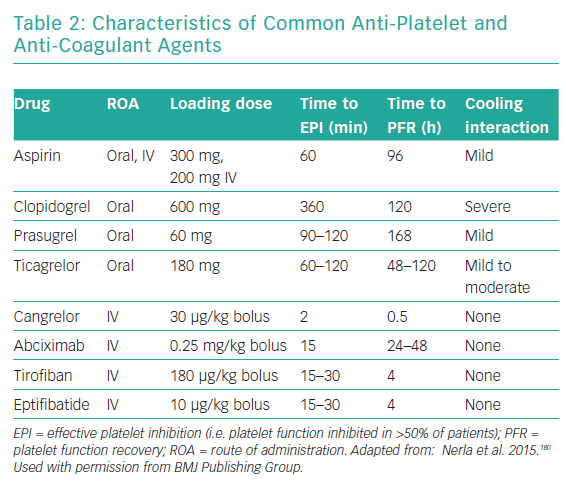 Table 2: Characteristics of Common Anti-Platelet and
Anti-Coagulant Agents
Drug ROA Loading dose Time to EPI (min) Time to PFR (h) Cooling interaction
Aspirin Oral, IV 300 mg, 200 mg IV 60 96 Mild
Clopidogrel Oral 600 mg 360 120 Severe
Prasugrel Oral 60 mg 90–120 168 Mild
Ticagrelor Oral 180 mg 60–120 48–120 Mild to moderate
Cangrelor IV 30 µg/kg bolus 2 0.5 None
Abciximab IV 0.25 mg/kg bolus 15 24–48 None
Tirofiban IV 180 µg/kg bolus 15–30 4 None
Eptifibatide IV 10 µg/kg bolus 15–30 4 None
EPI = effective platelet inhibition (i.e. platelet function inhibited in >50% of patients); PFR =
platelet function recovery; ROA = route of administration. Adapted from: Nerla et al. 2015.¹⁸⁰
Used with permission from BMJ Publishing Group.